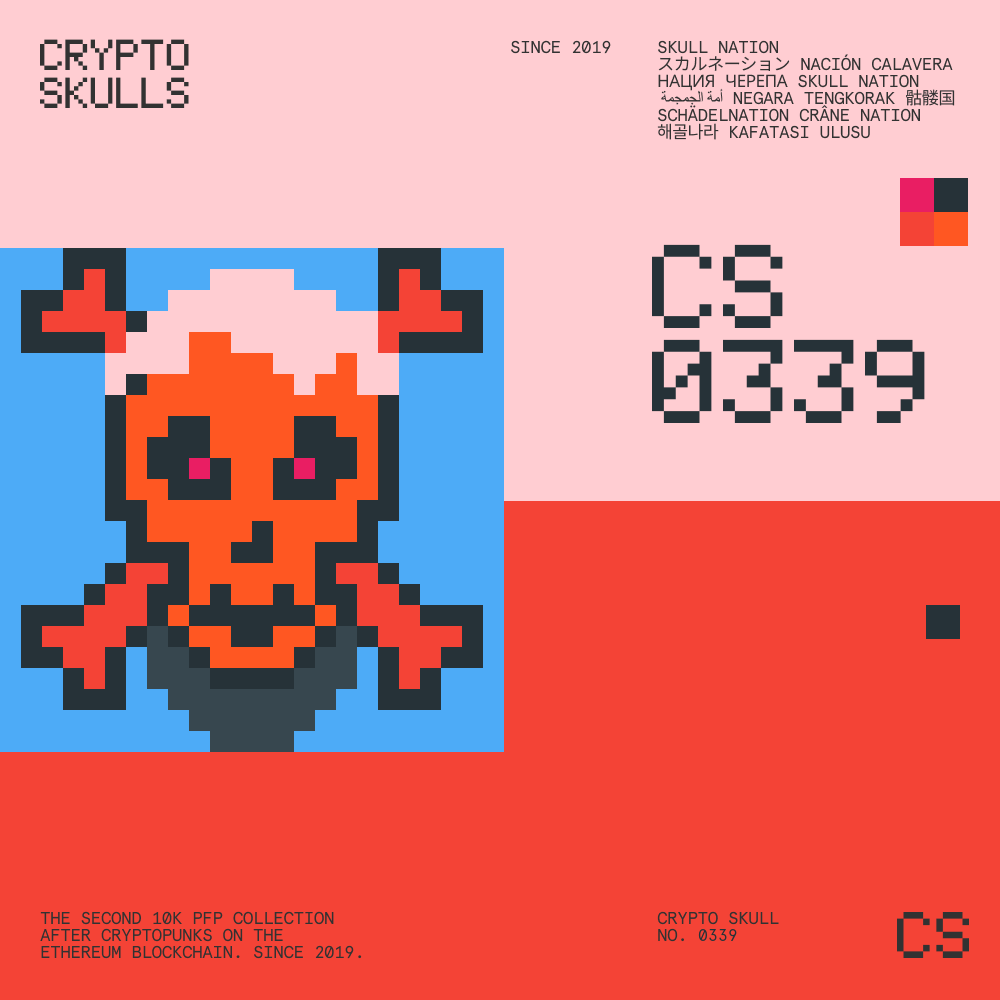 CRYPTO
SKULLS
SINCE 2019
SKULL NATION
スカルネーション NACIÓN CALAVERA
НАЦИЯ ЧЕРЕПА SKULL NATION
أمة الجمجمة NEGARA TENGKORAK 骷髅国
SCHÄDELNATION CRÂNE NATION
해골나라 KAFATASI ULUSU
CS
0339
THE SECOND 10K PFP COLLECTION
AFTER CRYPTOPUNKS ON THE
ETHEREUM BLOCKCHAIN. SINCE 2019.
CRYPTO SKULL
NO. 0339
CS